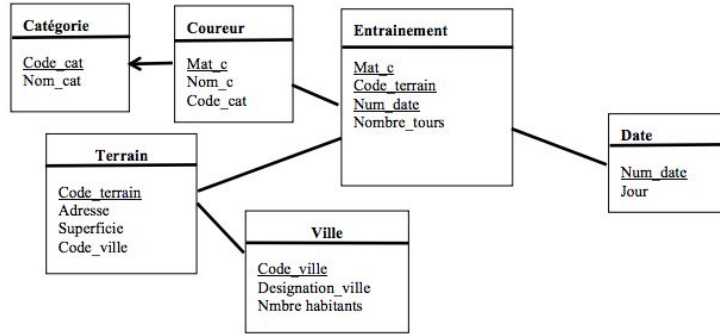 Catégorie
Code_cat
Nom_cat
Coureur
Mat_c
Nom_c
Code_cat
Entrainement
Mat_c
Code_terrain
Num_date
Nombre_tours
Date
Num_date
Jour
Terrain
Code_terrain
Adresse
Superficie
Code_ville
Ville
Code_ville
Designation_ville
Nmbre habitants